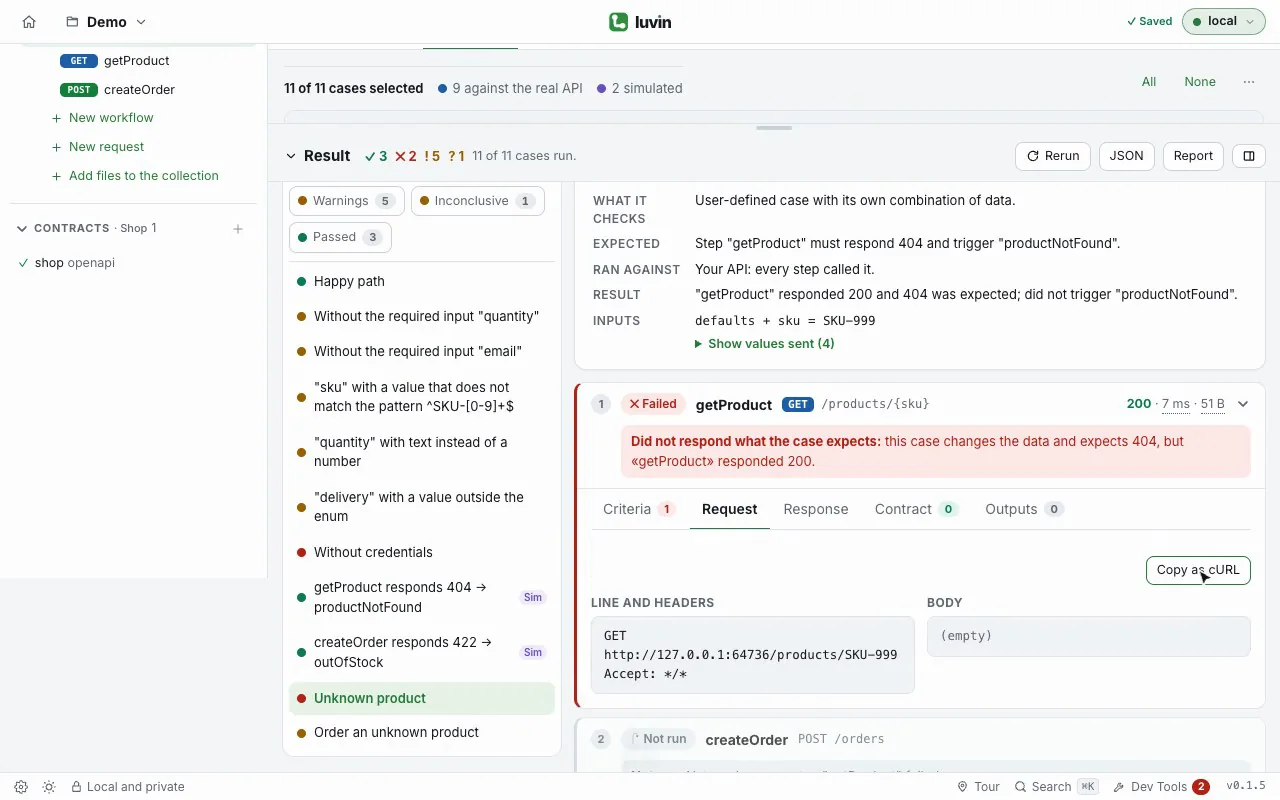 Demo
luvin
Saved
local
GET getProduct
POST createOrder
+ New workflow
+ New request
+ Add files to the collection
CONTRACTS · Shop 1
shop openapi
11 of 11 cases selected
9 against the real API
2 simulated
All
None
···
Result
✓ 3 ✕ 2 ! 5 ? 1 11 of 11 cases run.
Rerun
JSON
Report
Warnings 5
Inconclusive 1
Passed 3
Happy path
Without the required input "quantity"
Without the required input "email"
"sku" with a value that does not
match the pattern ^SKU-[0-9]+$
"quantity" with text instead of a
number
"delivery" with a value outside the
enum
Without credentials
getProduct responds 404 →
productNotFound
Sim
createOrder responds 422 →
outOfStock
Sim
Unknown product
Order an unknown product
WHAT IT
CHECKS
User-defined case with its own combination of data.
EXPECTED
Step "getProduct" must respond 404 and trigger "productNotFound".
RAN AGAINST
Your API: every step called it.
RESULT
"getProduct" responded 200 and 404 was expected; did not trigger "productNotFound".
INPUTS
defaults + sku = SKU-999
Show values sent (4)
1 ✕ Failed getProduct GET /products/{sku} 200 · 7 ms · 51 B
Did not respond what the case expects: this case changes the data and expects 404, but
«getProduct» responded 200.
Criteria 1
Request
Response
Contract 0
Outputs 0
Copy as cURL
LINE AND HEADERS
GET
http://127.0.0.1:64736/products/SKU-999
Accept: */*
BODY
(empty)
2 Not run createOrder POST /orders
Local and private
Tour
Search ⌘K
Dev Tools 2
v0.1.5